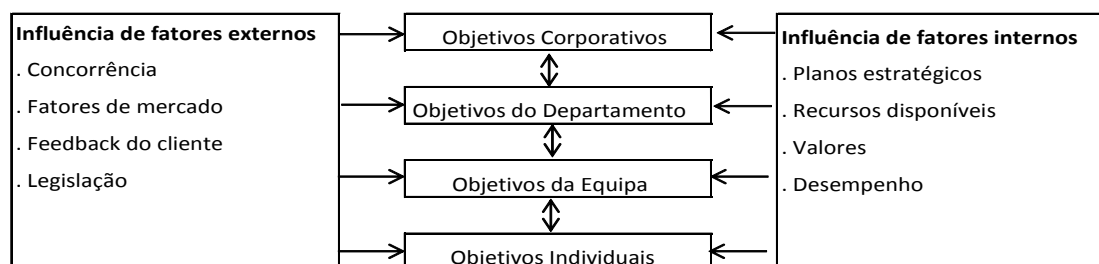 Influência de fatores externos
. Concorrência
. Fatores de mercado
. Feedback do cliente
. Legislação
Objetivos Corporativos
Objetivos do Departamento
Objetivos da Equipa
Objetivos Individuais
Influência de fatores internos
. Planos estratégicos
. Recursos disponíveis
. Valores
. Desempenho